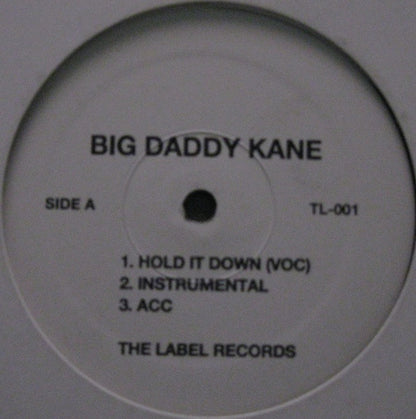 BIG DADDY KANE
SIDE A
TL-001
1. HOLD IT DOWN (VOC)
2. INSTRUMENTAL
3. ACC
THE LABEL RECORDS